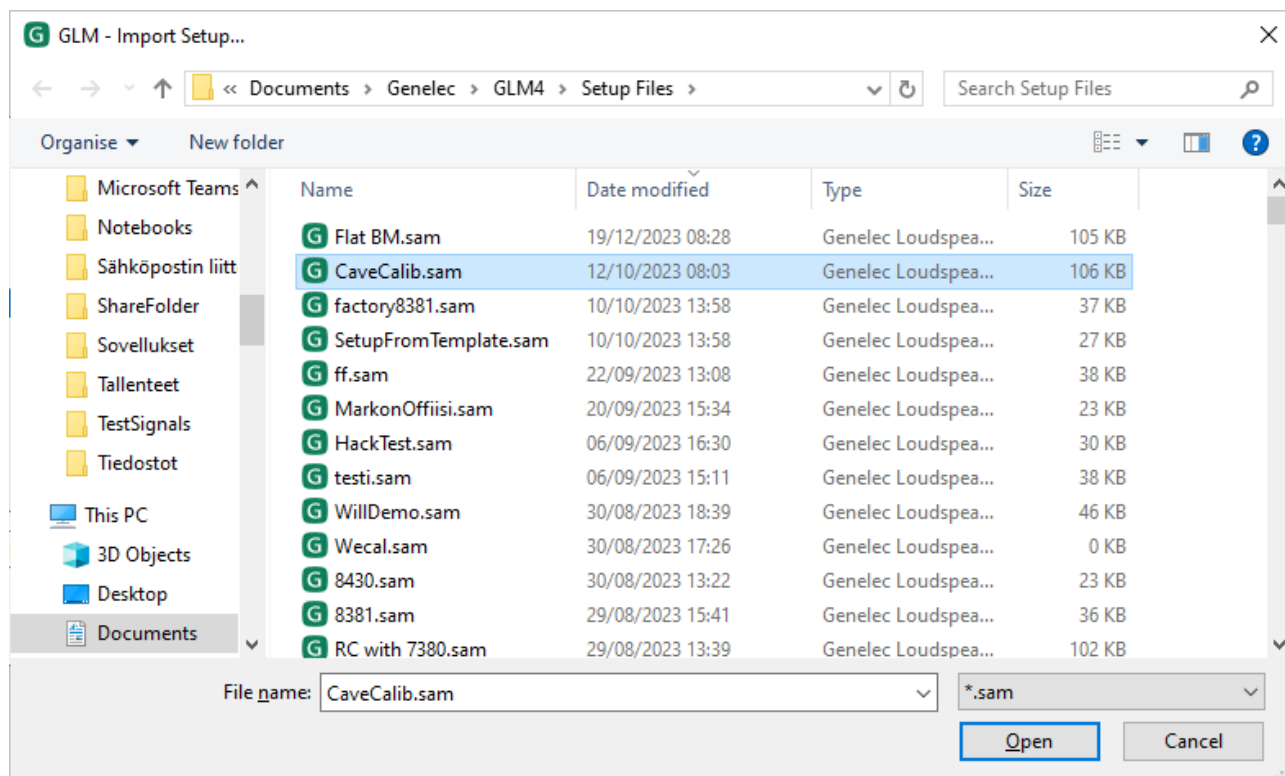 GLM - Import Setup...
« Documents > Genelec > GLM4 > Setup Files >
Search Setup Files
Organise
New folder
Microsoft Teams
Notebooks
Sähköpostin liitt
ShareFolder
Sovellukset
Tallenteet
TestSignals
Tiedostot
This PC
3D Objects
Desktop
Documents
Name Date modified Type Size
Flat BM.sam 19/12/2023 08:28 Genelec Loudspea... 105 KB
CaveCalib.sam 12/10/2023 08:03 Genelec Loudspea... 106 KB
factory8381.sam 10/10/2023 13:58 Genelec Loudspea... 37 KB
SetupFromTemplate.sam 10/10/2023 13:58 Genelec Loudspea... 27 KB
ff.sam 22/09/2023 13:08 Genelec Loudspea... 38 KB
MarkonOffiisi.sam 20/09/2023 15:34 Genelec Loudspea... 23 KB
HackTest.sam 06/09/2023 16:30 Genelec Loudspea... 30 KB
testi.sam 06/09/2023 15:11 Genelec Loudspea... 38 KB
WillDemo.sam 30/08/2023 18:39 Genelec Loudspea... 46 KB
Wecal.sam 30/08/2023 17:26 Genelec Loudspea... 0 KB
8430.sam 30/08/2023 13:22 Genelec Loudspea... 23 KB
8381.sam 29/08/2023 15:41 Genelec Loudspea... 36 KB
RC with 7380.sam 29/08/2023 13:39 Genelec Loudspea... 102 KB
File name: CaveCalib.sam
*.sam
Open
Cancel